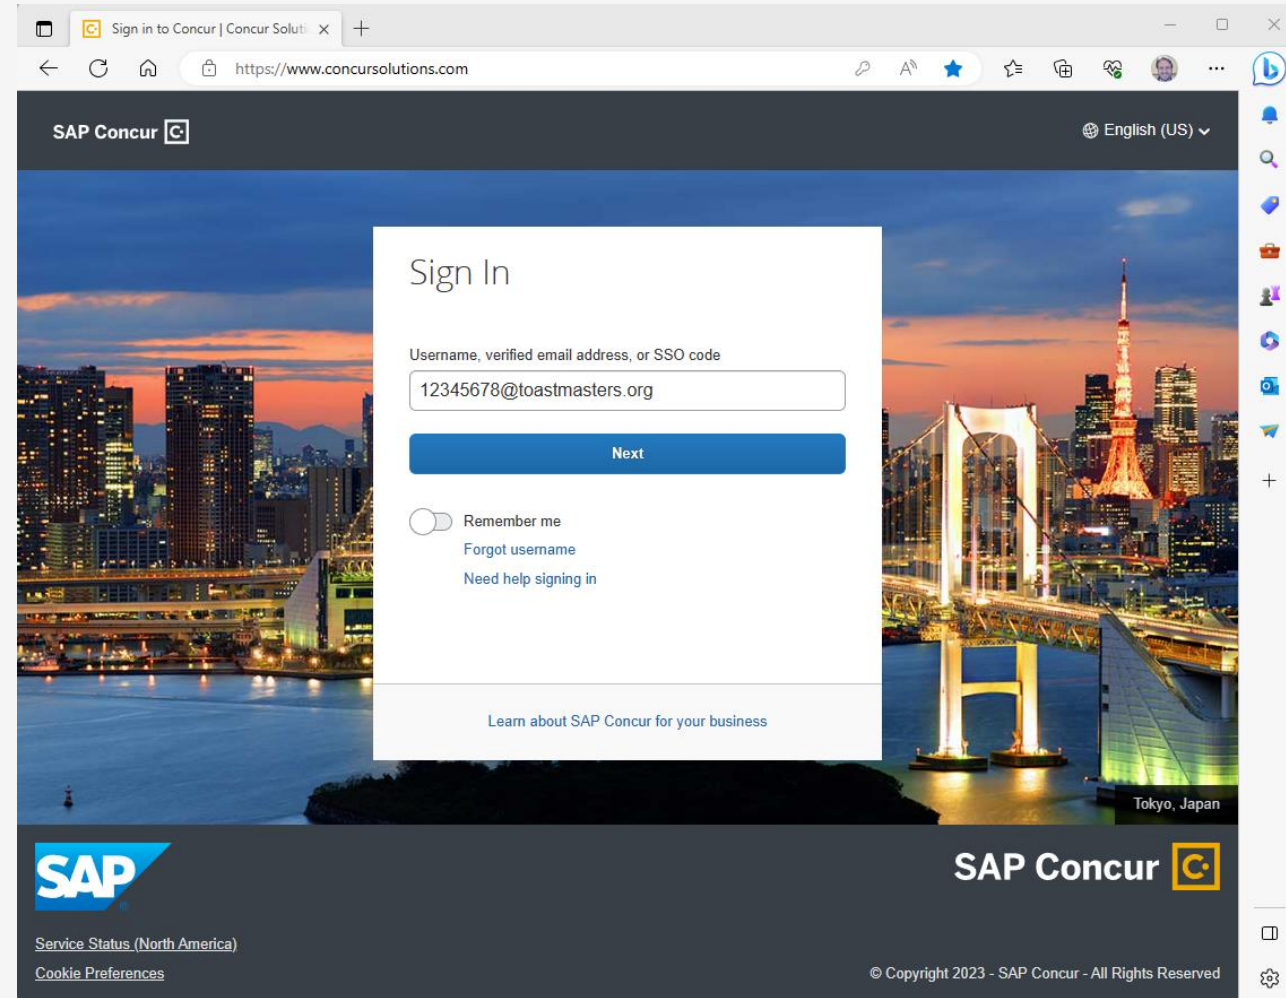 Sign in to Concur | Concur Soluti
https://www.concursolutions.com
SAP Concur C
English (US)
Sign In
Username, verified email address, or SSO code
12345678@toastmasters.org
Next
Remember me
Forgot username
Need help signing in
Learn about SAP Concur for your business
Tokyo, Japan
SAP
SAP Concur C
Service Status (North America)
Cookie Preferences
© Copyright 2023 - SAP Concur - All Rights Reserved